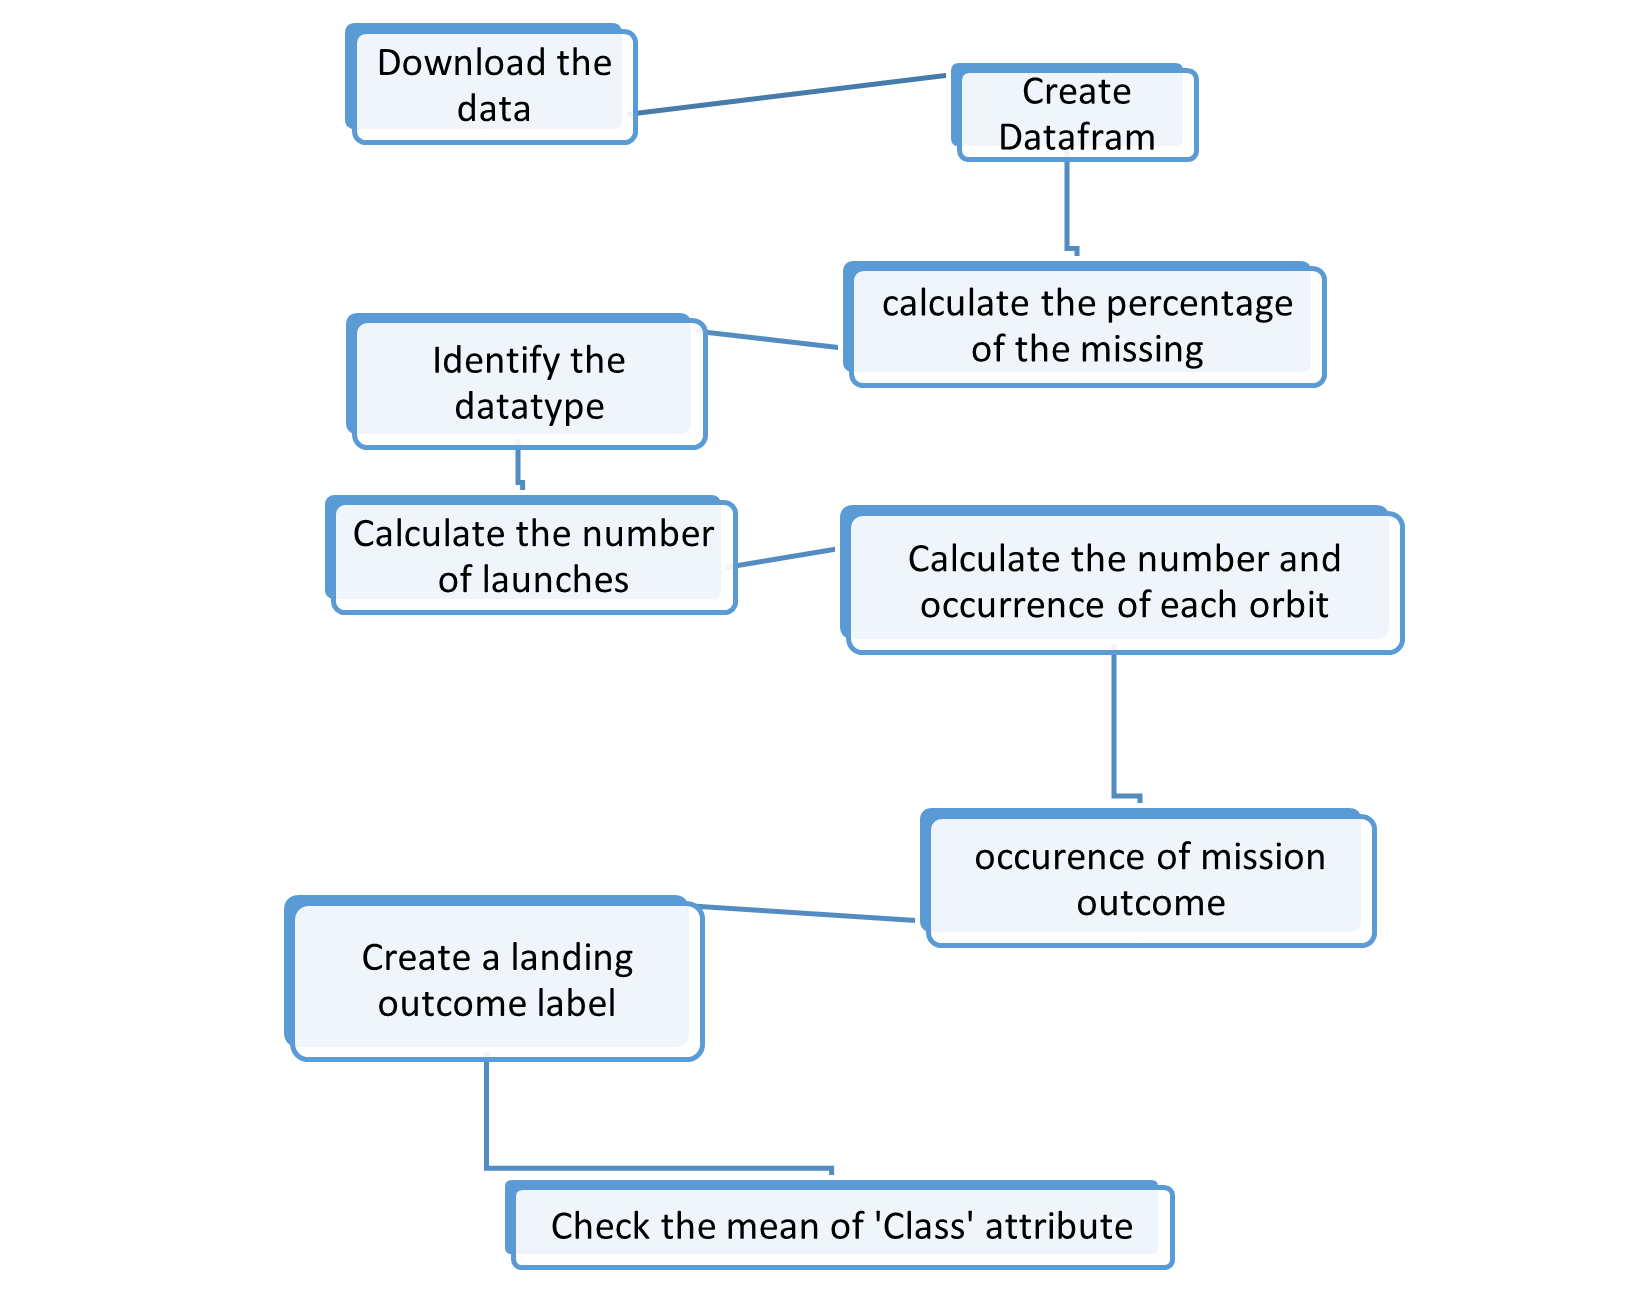 Download the
data
Create
Datafram
calculate the percentage
of the missing
Identify the
datatype
Calculate the number
of launches
Calculate the number and
occurrence of each orbit
occurence of mission
outcome
Create a landing
outcome label
Check the mean of 'Class' attribute